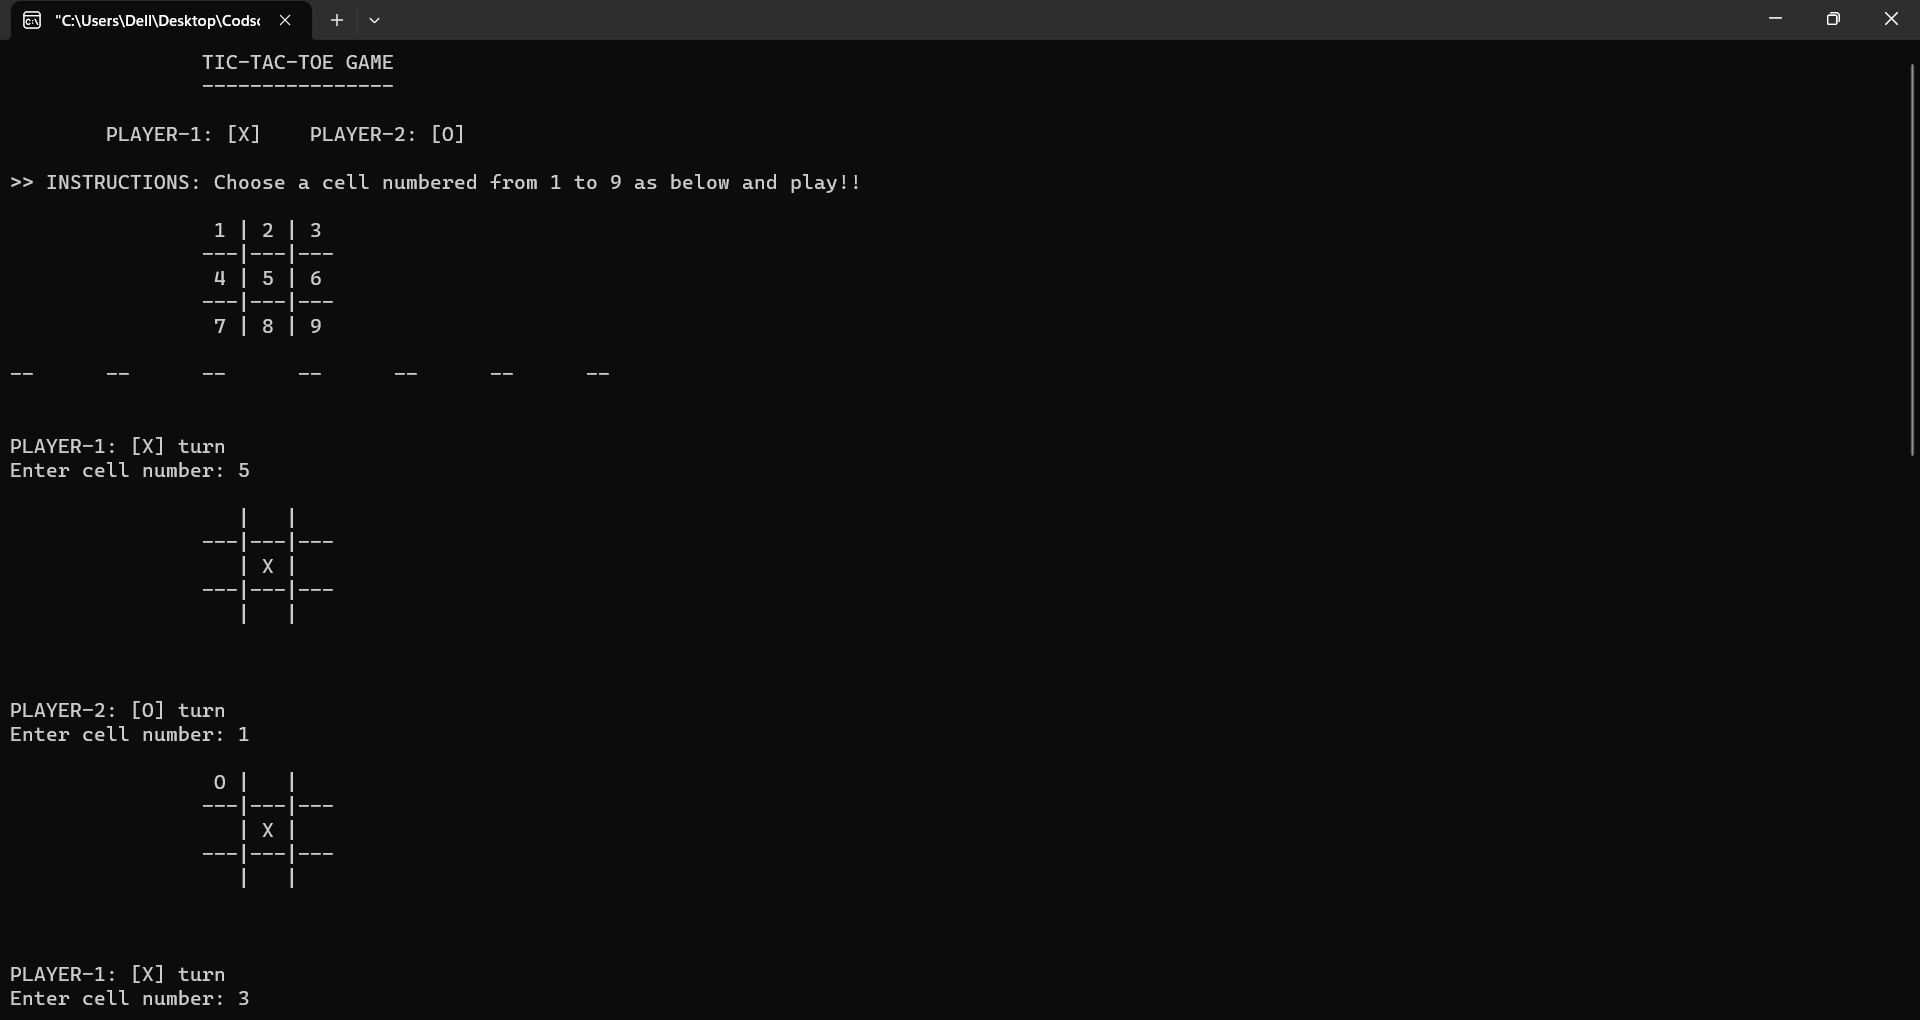 "C:\Users\Dell\Desktop\Codsc
TIC-TAC-TOE GAME
----------------
PLAYER-1: [X]    PLAYER-2: [O]
>> INSTRUCTIONS: Choose a cell numbered from 1 to 9 as below and play!!
 1 | 2 | 3
---|---|---
 4 | 5 | 6
---|---|---
 7 | 8 | 9
--      --      --      --      --      --      --
PLAYER-1: [X] turn
Enter cell number: 5
   |   |
---|---|---
   | X |
---|---|---
   |   |
PLAYER-2: [O] turn
Enter cell number: 1
 O |   |
---|---|---
   | X |
---|---|---
   |   |
PLAYER-1: [X] turn
Enter cell number: 3